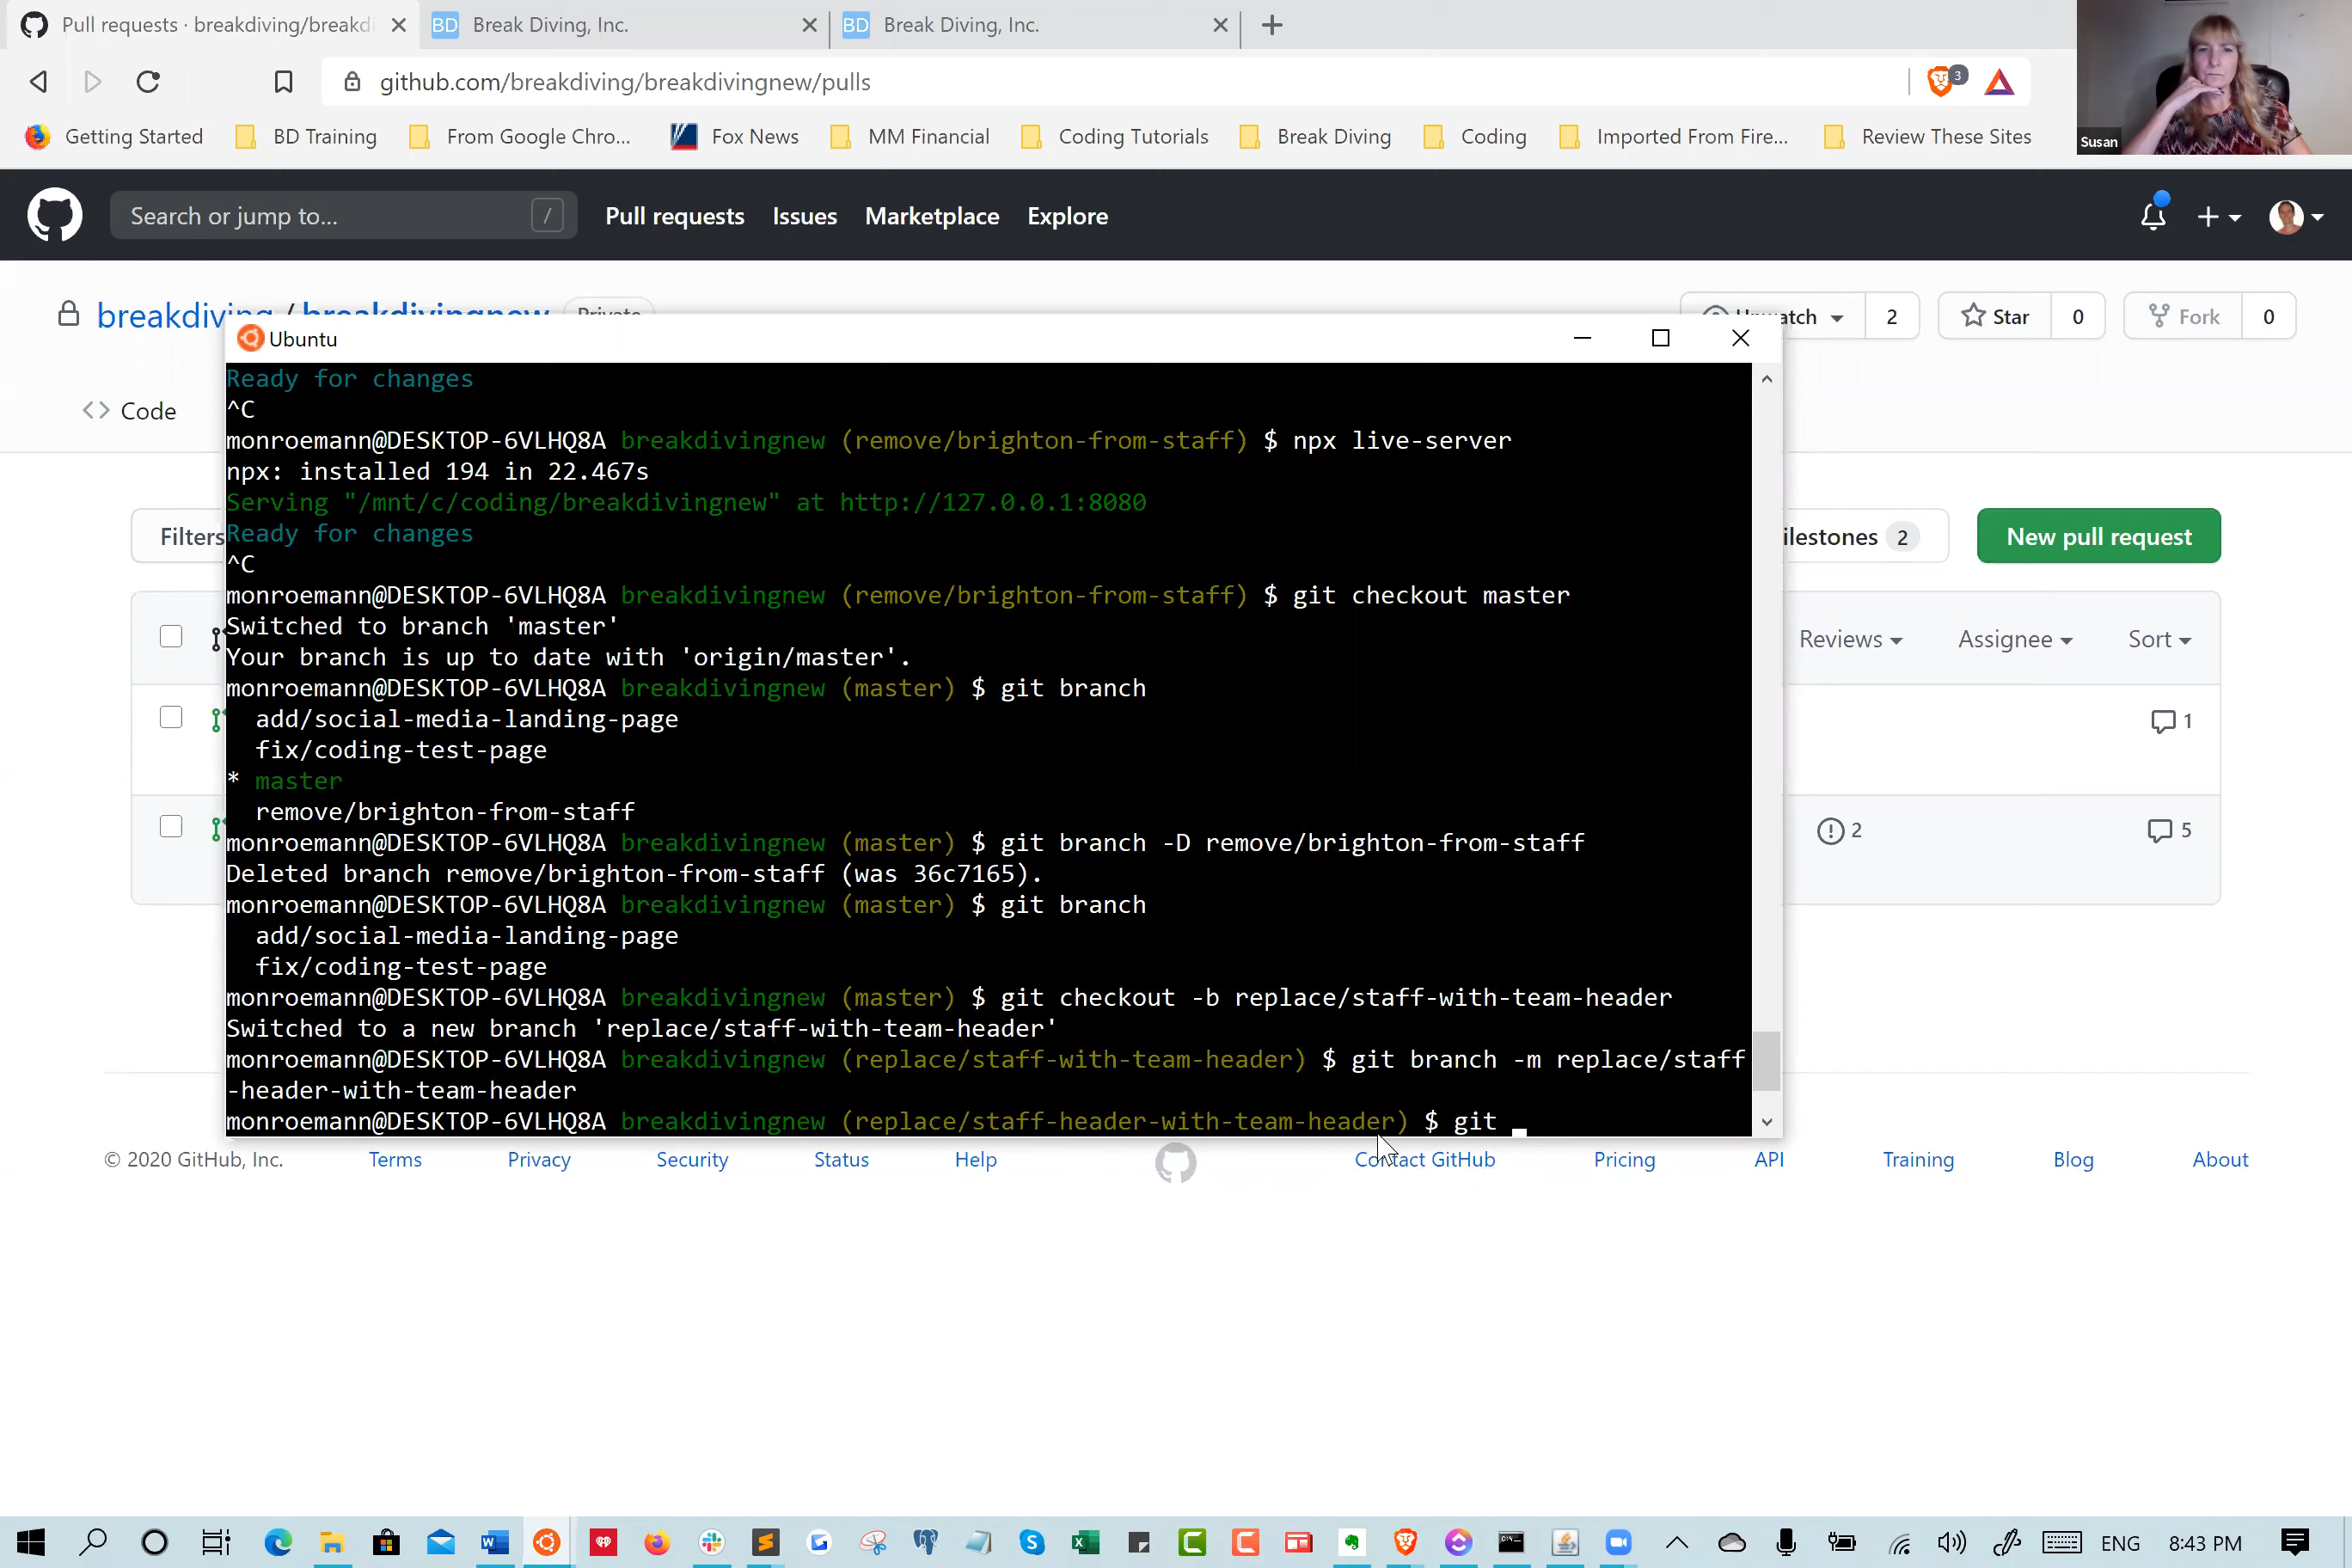 Pull requests · breakdiving/breakdi
BD Break Diving, Inc.
BD Break Diving, Inc.
github.com/breakdiving/breakdivingnew/pulls
3
Getting Started
BD Training
From Google Chro...
Fox News
MM Financial
Coding Tutorials
Break Diving
Coding
Imported From Fire...
Review These Sites
Susan
Search or jump to...
/
Pull requests
Issues
Marketplace
Explore
breakdiving / breakdivingnew
Private
Unwatch
2
Star
0
Fork
0
Ubuntu
Code
Filters
ilestones 2
New pull request
Reviews
Assignee
Sort
1
2
5
Ready for changes
^C
monroemann@DESKTOP-6VLHQ8A breakdivingnew (remove/brighton-from-staff) $ npx live-server
npx: installed 194 in 22.467s
Serving "/mnt/c/coding/breakdivingnew" at http://127.0.0.1:8080
Ready for changes
^C
monroemann@DESKTOP-6VLHQ8A breakdivingnew (remove/brighton-from-staff) $ git checkout master
Switched to branch 'master'
Your branch is up to date with 'origin/master'.
monroemann@DESKTOP-6VLHQ8A breakdivingnew (master) $ git branch
add/social-media-landing-page
fix/coding-test-page
* master
remove/brighton-from-staff
monroemann@DESKTOP-6VLHQ8A breakdivingnew (master) $ git branch -D remove/brighton-from-staff
Deleted branch remove/brighton-from-staff (was 36c7165).
monroemann@DESKTOP-6VLHQ8A breakdivingnew (master) $ git branch
add/social-media-landing-page
fix/coding-test-page
monroemann@DESKTOP-6VLHQ8A breakdivingnew (master) $ git checkout -b replace/staff-with-team-header
Switched to a new branch 'replace/staff-with-team-header'
monroemann@DESKTOP-6VLHQ8A breakdivingnew (replace/staff-with-team-header) $ git branch -m replace/staff
-header-with-team-header
monroemann@DESKTOP-6VLHQ8A breakdivingnew (replace/staff-header-with-team-header) $ git
© 2020 GitHub, Inc.
Terms
Privacy
Security
Status
Help
Contact GitHub
Pricing
API
Training
Blog
About
ENG
8:43 PM